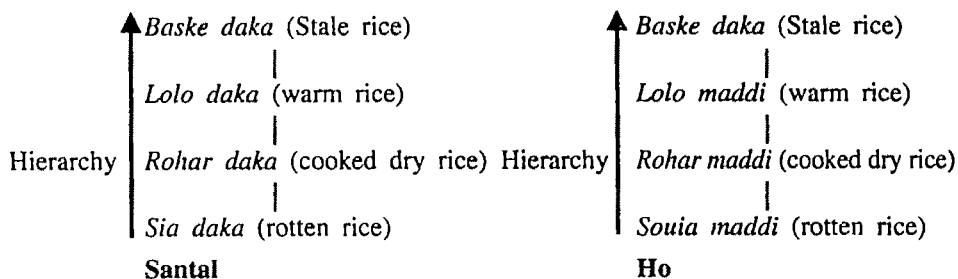 Baske daka (Stale rice) Baske daka (Stale rice)
Lolo daka (warm rice) Lolo maddi (warm rice)
Hierarchy Rohar daka (cooked dry rice) Hierarchy Rohar maddi (cooked dry rice)
Sia daka (rotten rice) Souia maddi (rotten rice)
Santal Ho